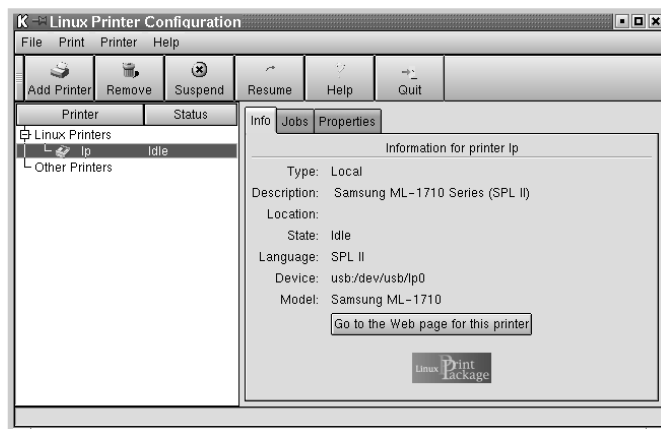 Linux Printer Configuration
File Print Printer Help
Add Printer Remove Suspend Resume Help Quit
Printer Status
Linux Printers
lp Idle
Other Printers
Info Jobs Properties
Information for printer lp
Type: Local
Description: Samsung ML-1710 Series (SPL II)
Location:
State: Idle
Language: SPL II
Device: usb:/dev/usb/lp0
Model: Samsung ML-1710
Go to the Web page for this printer
Linux Print Package